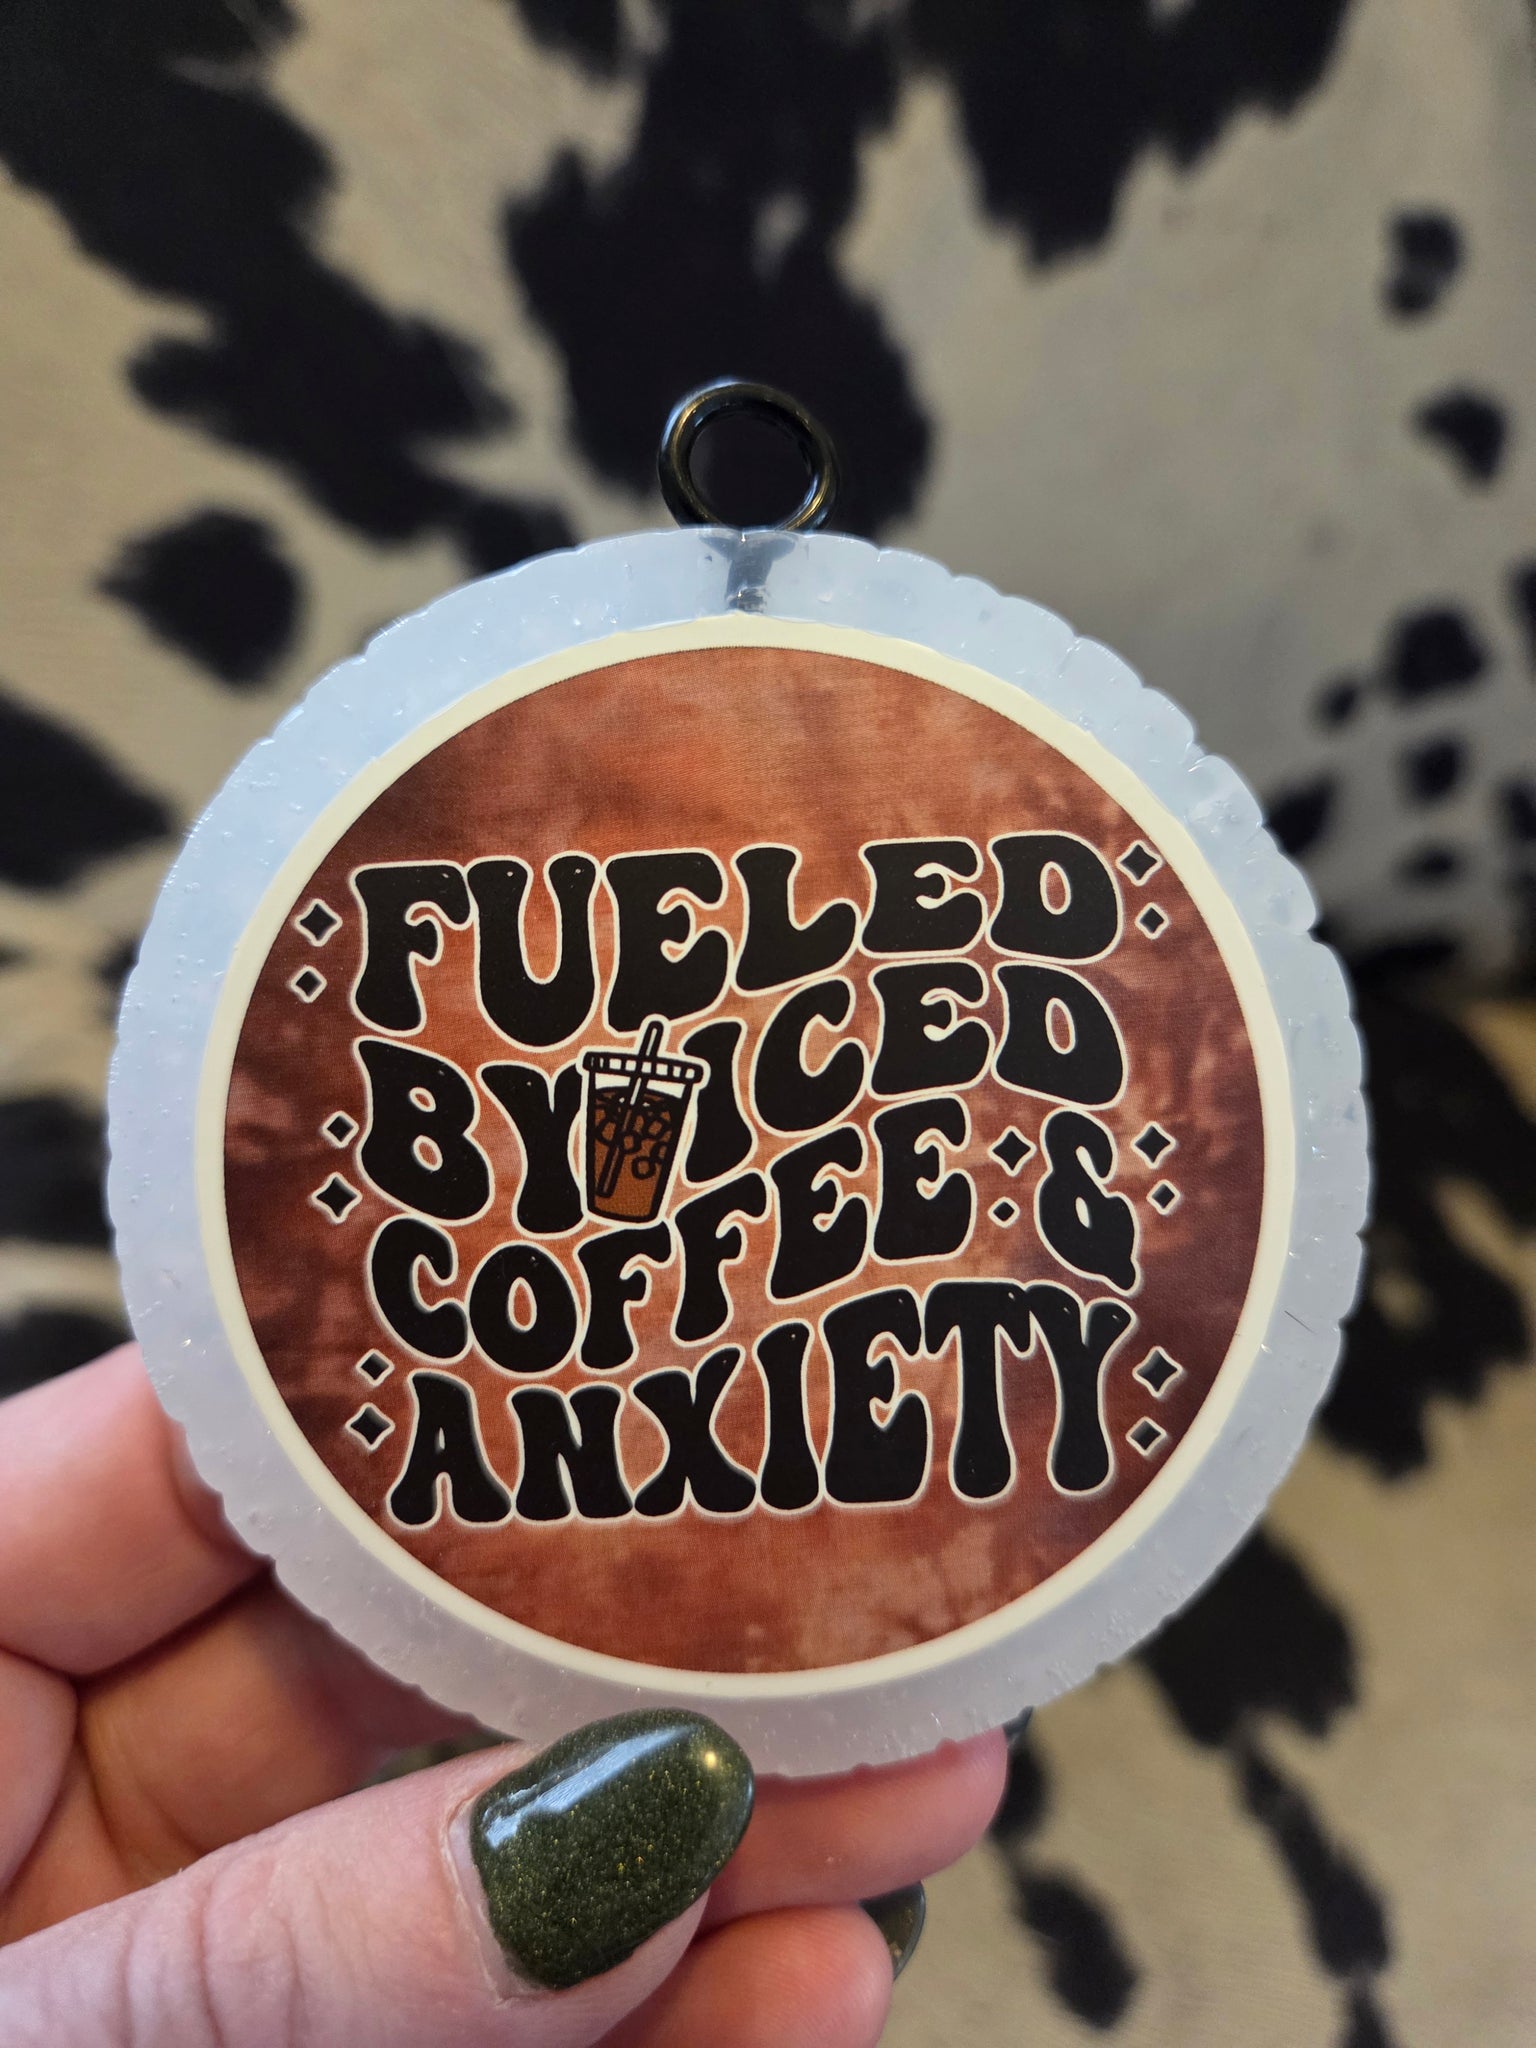 FUELED
BY ICED
COFFEE &
ANXIETY